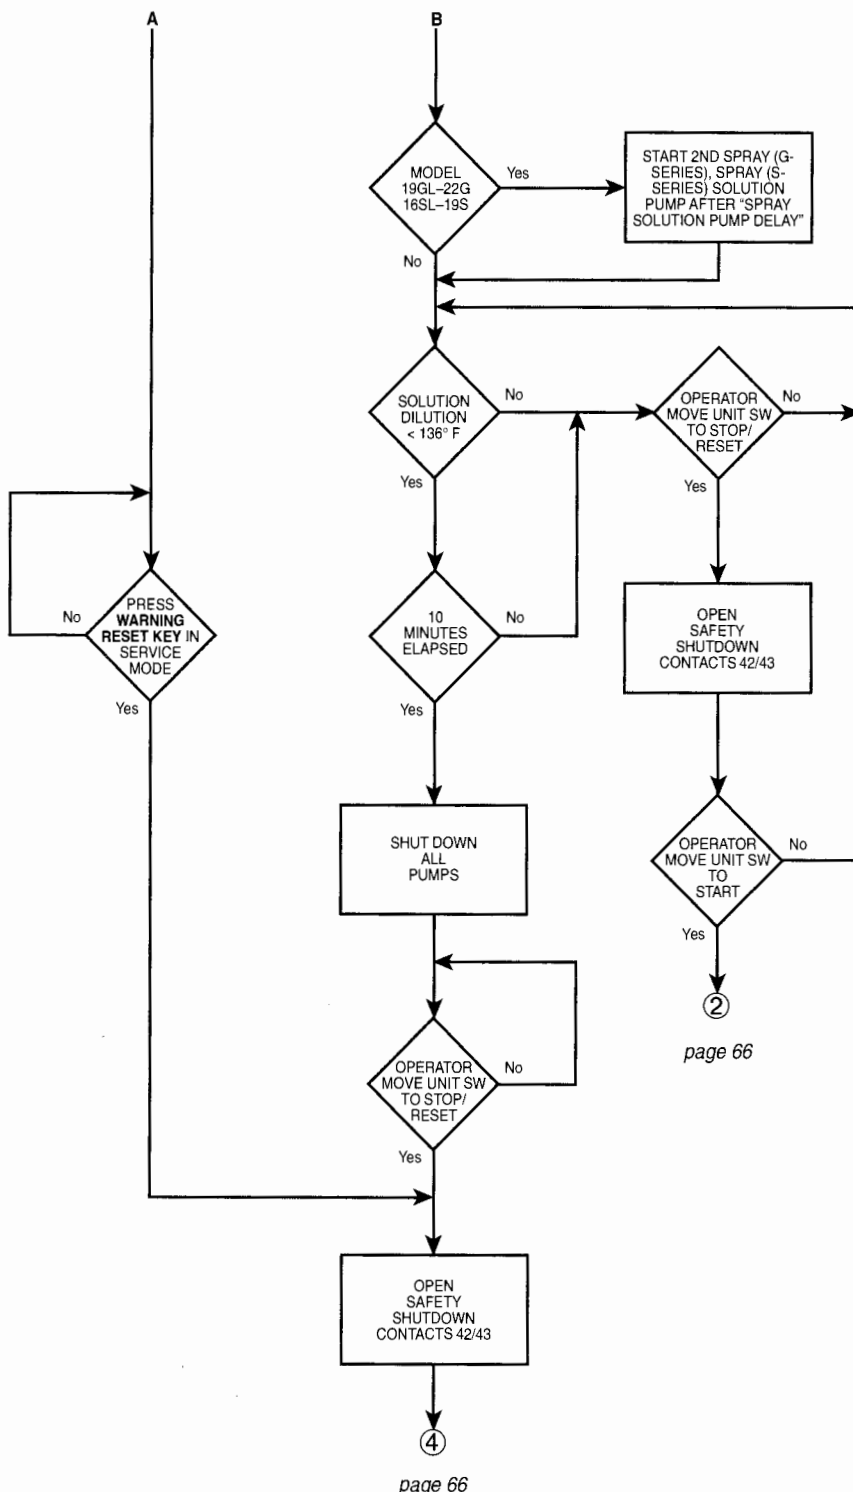 A
B
MODEL
19GL–22G
16SL–19S
Yes
START 2ND SPRAY (G-
SERIES), SPRAY (S-
SERIES) SOLUTION
PUMP AFTER “SPRAY
SOLUTION PUMP DELAY”
No
SOLUTION
DILUTION
< 136° F
No
OPERATOR
MOVE UNIT SW
TO STOP/
RESET
No
Yes
Yes
PRESS
WARNING
RESET KEY IN
SERVICE
MODE
No
10
MINUTES
ELAPSED
No
OPEN
SAFETY
SHUTDOWN
CONTACTS 42/43
Yes
Yes
SHUT DOWN
ALL
PUMPS
OPERATOR
MOVE UNIT SW
TO
START
No
Yes
2
page 66
OPERATOR
MOVE UNIT SW
TO STOP/
RESET
No
Yes
OPEN
SAFETY
SHUTDOWN
CONTACTS 42/43
4
page 66